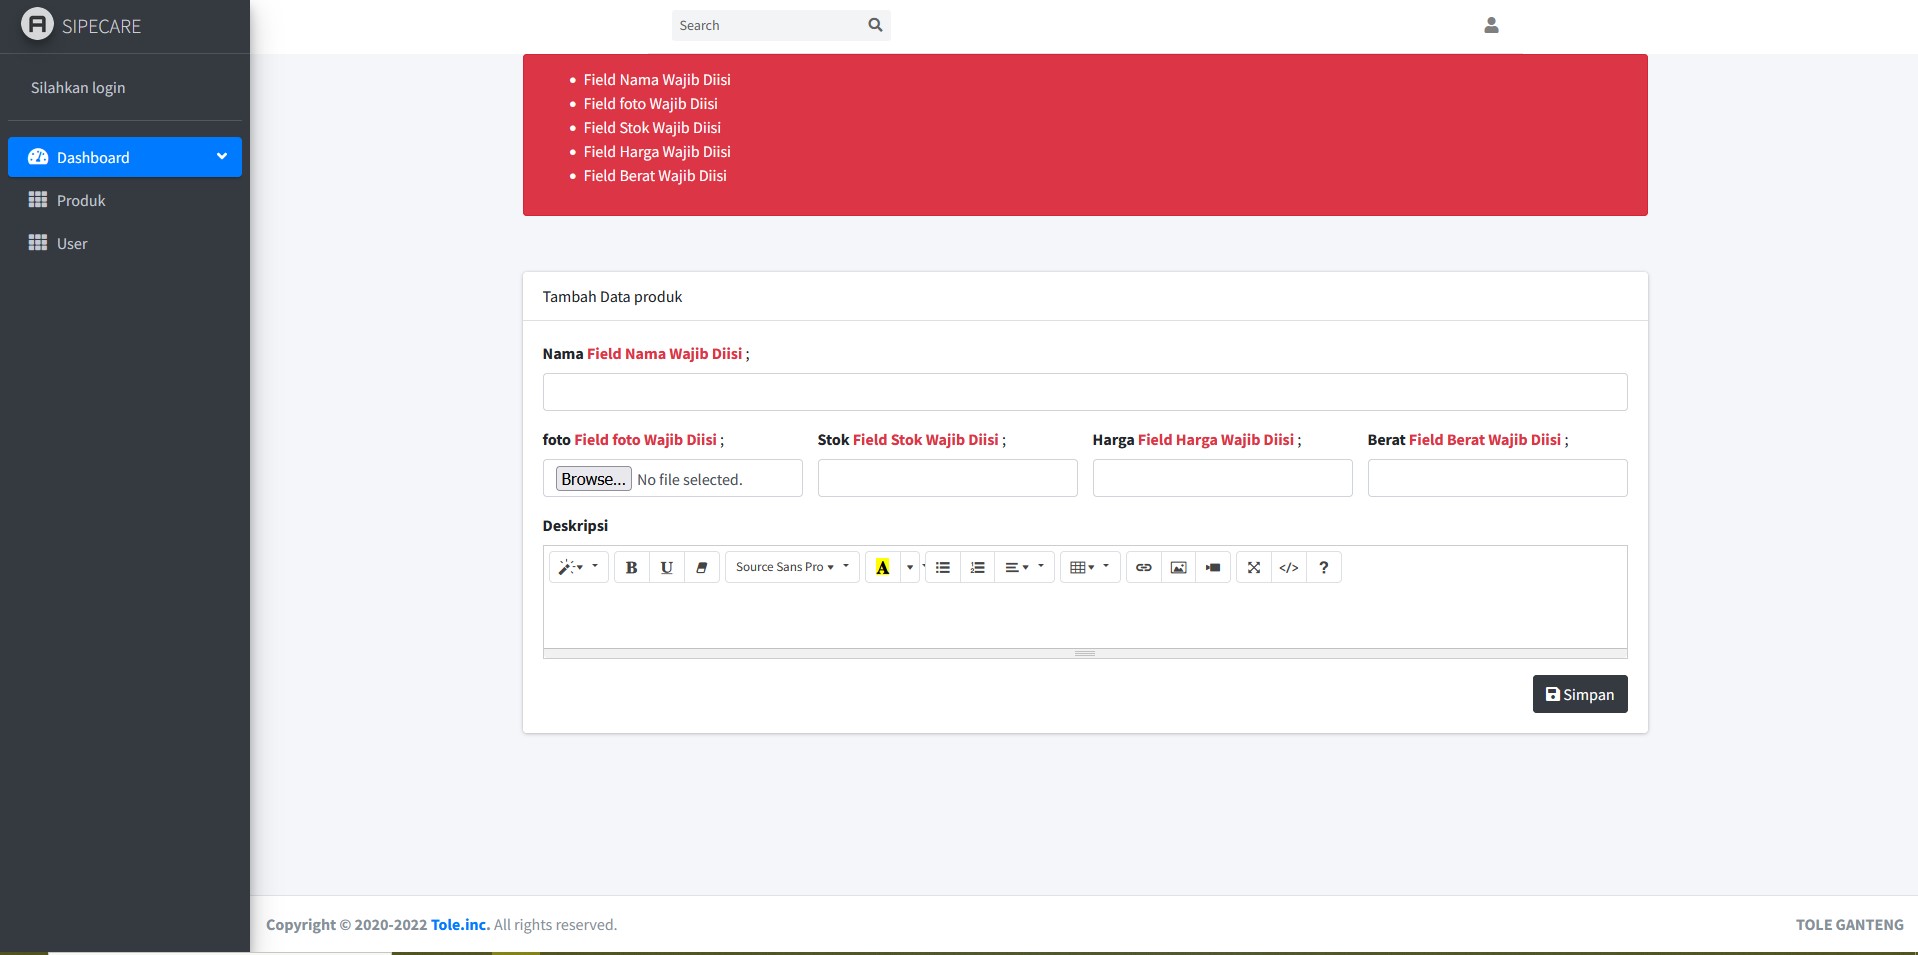 SIPECARE
Search
Silahkan login
Dashboard
Produk
User
Field Nama Wajib Diisi
Field foto Wajib Diisi
Field Stok Wajib Diisi
Field Harga Wajib Diisi
Field Berat Wajib Diisi
Tambah Data produk
Nama Field Nama Wajib Diisi ;
foto Field foto Wajib Diisi ; Stok Field Stok Wajib Diisi ; Harga Field Harga Wajib Diisi ; Berat Field Berat Wajib Diisi ;
Browse... No file selected.
Deskripsi
B U Source Sans Pro A </> ?
Simpan
Copyright © 2020-2022 Tole.inc. All rights reserved. TOLE GANTENG